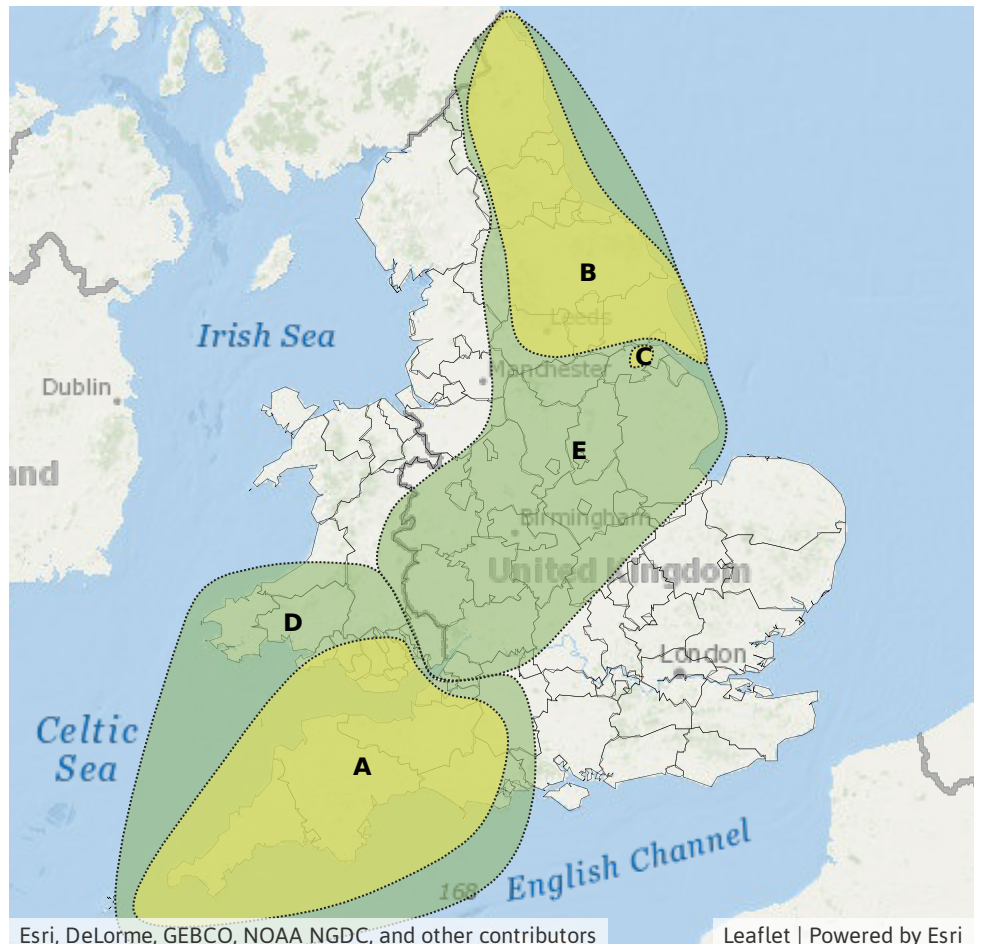 B
Leeds
Irish Sea
C
Manchester
Dublin
E
and
Birmingham
United Kingdom
D
London
Celtic
Sea
A
English Channel
168
Esri, DeLorme, GEBCO, NOAA NGDC, and other contributors
Leaflet | Powered by Esri